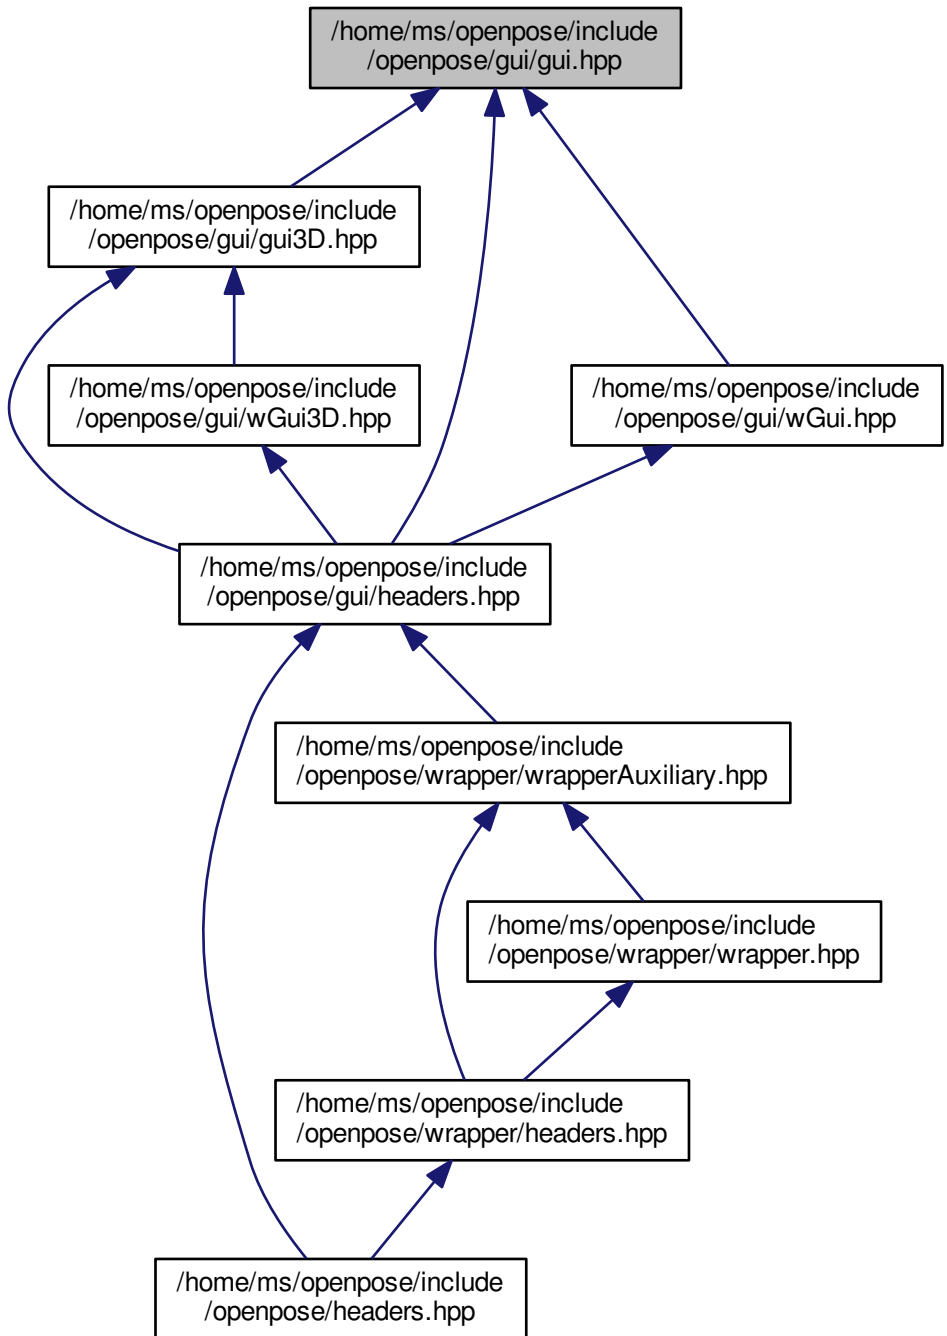 /home/ms/openpose/include
/openpose/gui/gui.hpp
/home/ms/openpose/include
/openpose/gui/gui3D.hpp
/home/ms/openpose/include
/openpose/gui/wGui3D.hpp
/home/ms/openpose/include
/openpose/gui/wGui.hpp
/home/ms/openpose/include
/openpose/gui/headers.hpp
/home/ms/openpose/include
/openpose/wrapper/wrapperAuxiliary.hpp
/home/ms/openpose/include
/openpose/wrapper/wrapper.hpp
/home/ms/openpose/include
/openpose/wrapper/headers.hpp
/home/ms/openpose/include
/openpose/headers.hpp